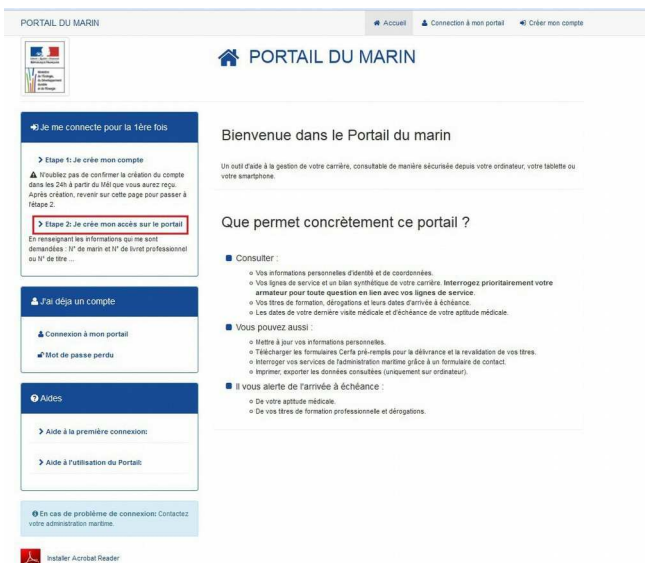 PORTAIL DU MARIN
Accueil
Connection à mon portail
Créer mon compte
PORTAIL DU MARIN
Je me connecte pour la 1ère fois
Etape 1: Je crée mon compte
N'oubliez pas de confirmer la création du compte
dans les 24h à partir du Mél que vous aurez reçu.
Après création, revenir sur cette page pour passer à
l'étape 2.
Etape 2: Je crée mon accès sur le portail
En renseignant les informations qui me sont
demandées : N° de marin et N° de livret professionnel
ou N° de titre ...
J'ai déja un compte
Connexion à mon portail
Mot de passe perdu
Aides
Aide à la première connexion:
Aide à l'utilisation du Portail:
En cas de problème de connexion: Contactez
votre administration maritime.
Installer Acrobat Reader
Bienvenue dans le Portail du marin
Un outil d'aide à la gestion de votre carrière, consultable de manière sécurisée depuis votre ordinateur, votre tablette ou
votre smartphone.
Que permet concrètement ce portail ?
Consulter :
Vos informations personnelles d'identité et de coordonnées.
Vos lignes de service et un bilan synthétique de votre carrière. Interrogez prioritairement votre
armateur pour toute question en lien avec vos lignes de service.
Vos titres de formation, dérogations et leurs dates d'arrivée à échéance.
Les dates de votre dernière visite médicale et d'échéance de votre aptitude médicale.
Vous pouvez aussi :
Mettre à jour vos informations personnelles.
Télécharger les formulaires Cerfa pré-remplis pour la délivrance et la revalidation de vos titres.
Interroger vos services de l'administration maritime grâce à un formulaire de contact.
Imprimer, exporter les données consultées (uniquement sur ordinateur).
Il vous alerte de l'arrivée à échéance :
De votre aptitude médicale.
De vos titres de formation professionnelle et dérogations.